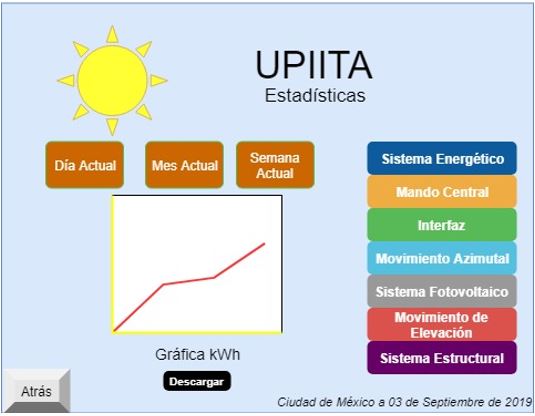 UPIITA
Estadísticas
Día Actual
Mes Actual
Semana
Actual
Sistema Energético
Mando Central
Interfaz
Movimiento Azimutal
Sistema Fotovoltaico
Movimiento de
Elevación
Sistema Estructural
Gráfica kWh
Descargar
Atrás
Ciudad de México a 03 de Septiembre de 2019